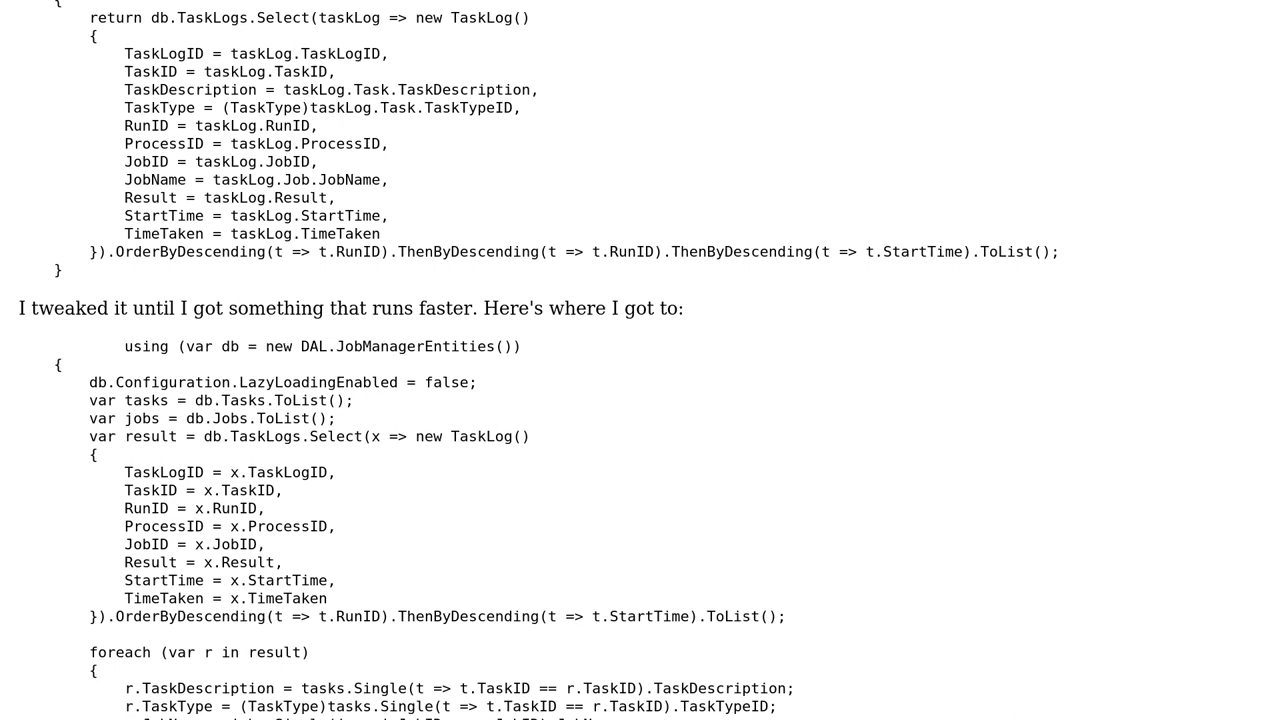 {
return db.TaskLogs.Select(taskLog => new TaskLog()
{
TaskLogID = taskLog.TaskLogID,
TaskID = taskLog.TaskID,
TaskDescription = taskLog.Task.TaskDescription,
TaskType = (TaskType)taskLog.Task.TaskTypeID,
RunID = taskLog.RunID,
ProcessID = taskLog.ProcessID,
JobID = taskLog.JobID,
JobName = taskLog.Job.JobName,
Result = taskLog.Result,
StartTime = taskLog.StartTime,
TimeTaken = taskLog.TimeTaken
}).OrderByDescending(t => t.RunID).ThenByDescending(t => t.RunID).ThenByDescending(t => t.StartTime).ToList();
}
I tweaked it until I got something that runs faster. Here's where I got to:
using (var db = new DAL.JobManagerEntities())
{
db.Configuration.LazyLoadingEnabled = false;
var tasks = db.Tasks.ToList();
var jobs = db.Jobs.ToList();
var result = db.TaskLogs.Select(x => new TaskLog()
{
TaskLogID = x.TaskLogID,
TaskID = x.TaskID,
RunID = x.RunID,
ProcessID = x.ProcessID,
JobID = x.JobID,
Result = x.Result,
StartTime = x.StartTime,
TimeTaken = x.TimeTaken
}).OrderByDescending(t => t.RunID).ThenByDescending(t => t.StartTime).ToList();
foreach (var r in result)
{
r.TaskDescription = tasks.Single(t => t.TaskID == r.TaskID).TaskDescription;
r.TaskType = (TaskType)tasks.Single(t => t.TaskID == r.TaskID).TaskTypeID;